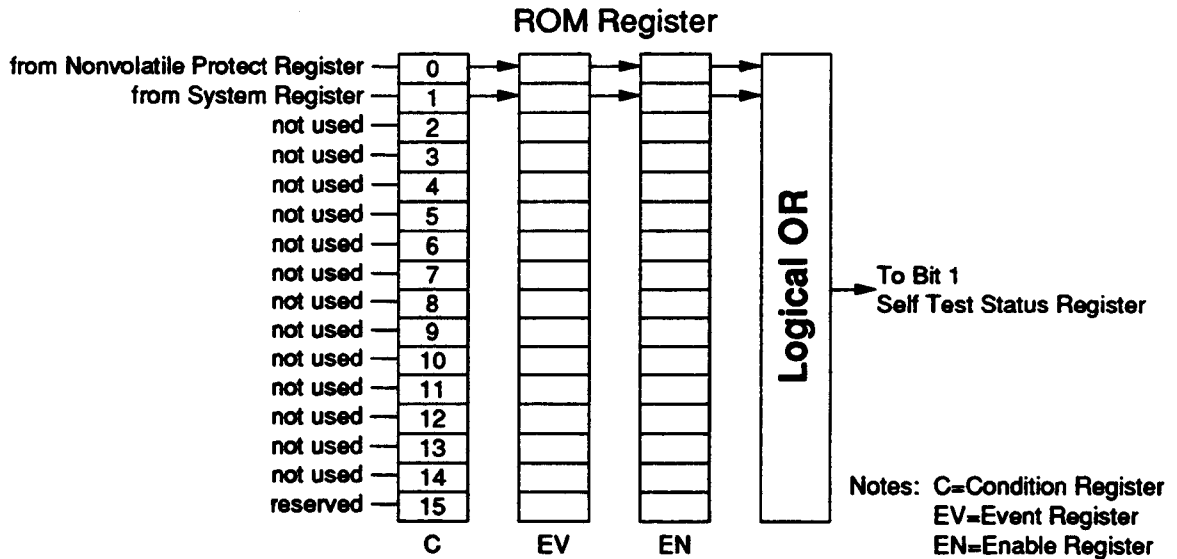 ROM Register
from Nonvolatile Protect Register 0
from System Register 1
not used 2
not used 3
not used 4
not used 5
not used 6
not used 7
not used 8
not used 9
not used 10
not used 11
not used 12
not used 13
not used 14
reserved 15
C EV EN
Logical OR
To Bit 1
Self Test Status Register
Notes: C=Condition Register
EV=Event Register
EN=Enable Register